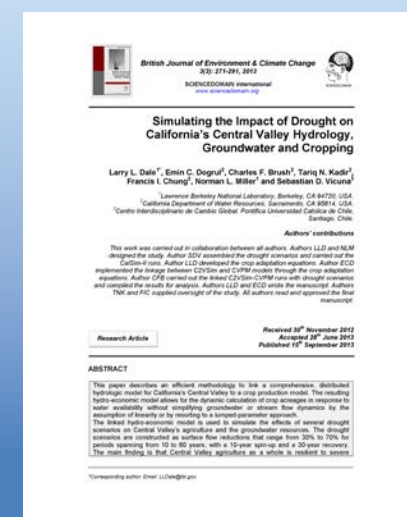 British Journal of Environment & Climate Change
3(3): 271-291, 2013
SCIENCEDOMAIN international
www.sciencedomain.org
Simulating the Impact of Drought on
California's Central Valley Hydrology,
Groundwater and Cropping
Larry L. Dale1*, Emin C. Dogrul2, Charles F. Brush2, Tariq N. Kadir2,
Francis I. Chung2, Norman L. Miller1 and Sebastian D. Vicuna3
1Lawrence Berkeley National Laboratory, Berkeley, CA 94720, USA.
2California Department of Water Resources, Sacramento, CA 95814, USA.
3Centro Interdisciplinario de Cambio Global, Pontifica Universidad Catolica de Chile,
Santiago, Chile.
Authors' contributions
This work was carried out in collaboration between all authors. Authors LLD and NLM
designed the study. Author SDV assembled the drought scenarios and carried out the
CalSim-II runs. Author LLD developed the crop adaptation equations. Author ECD
implemented the linkage between C2VSim and CVPM models through the crop adaptation
equations. Author CFB carried out the linked C2VSim-CVPM runs with drought scenarios
and compiled the results for analysis. Authors LLD and ECD wrote the manuscript. Authors
TNK and FIC supplied oversight of the study. All authors read and approved the final
manuscript.
Research Article
Received 30th November 2012
Accepted 28th June 2013
Published 15th September 2013
ABSTRACT
This paper describes an efficient methodology to link a comprehensive, distributed
hydrologic model for California's Central Valley to a crop production model. The resulting
hydro-economic model allows for the dynamic calculation of crop acreages in response to
water availability without simplifying groundwater or stream flow dynamics by the
assumption of linearity or by resorting to a lumped-parameter approach.
The linked hydro-economic model is used to simulate the effects of several drought
scenarios on Central Valley's agriculture and the groundwater resources. The drought
scenarios are constructed as surface flow reductions that range from 30% to 70% for
periods spanning from 10 to 60 years, with a 10-year spin-up and a 30-year recovery.
The main finding is that Central Valley agriculture as a whole is resilient to severe
*Corresponding author: Email: LLDale@lbl.gov;